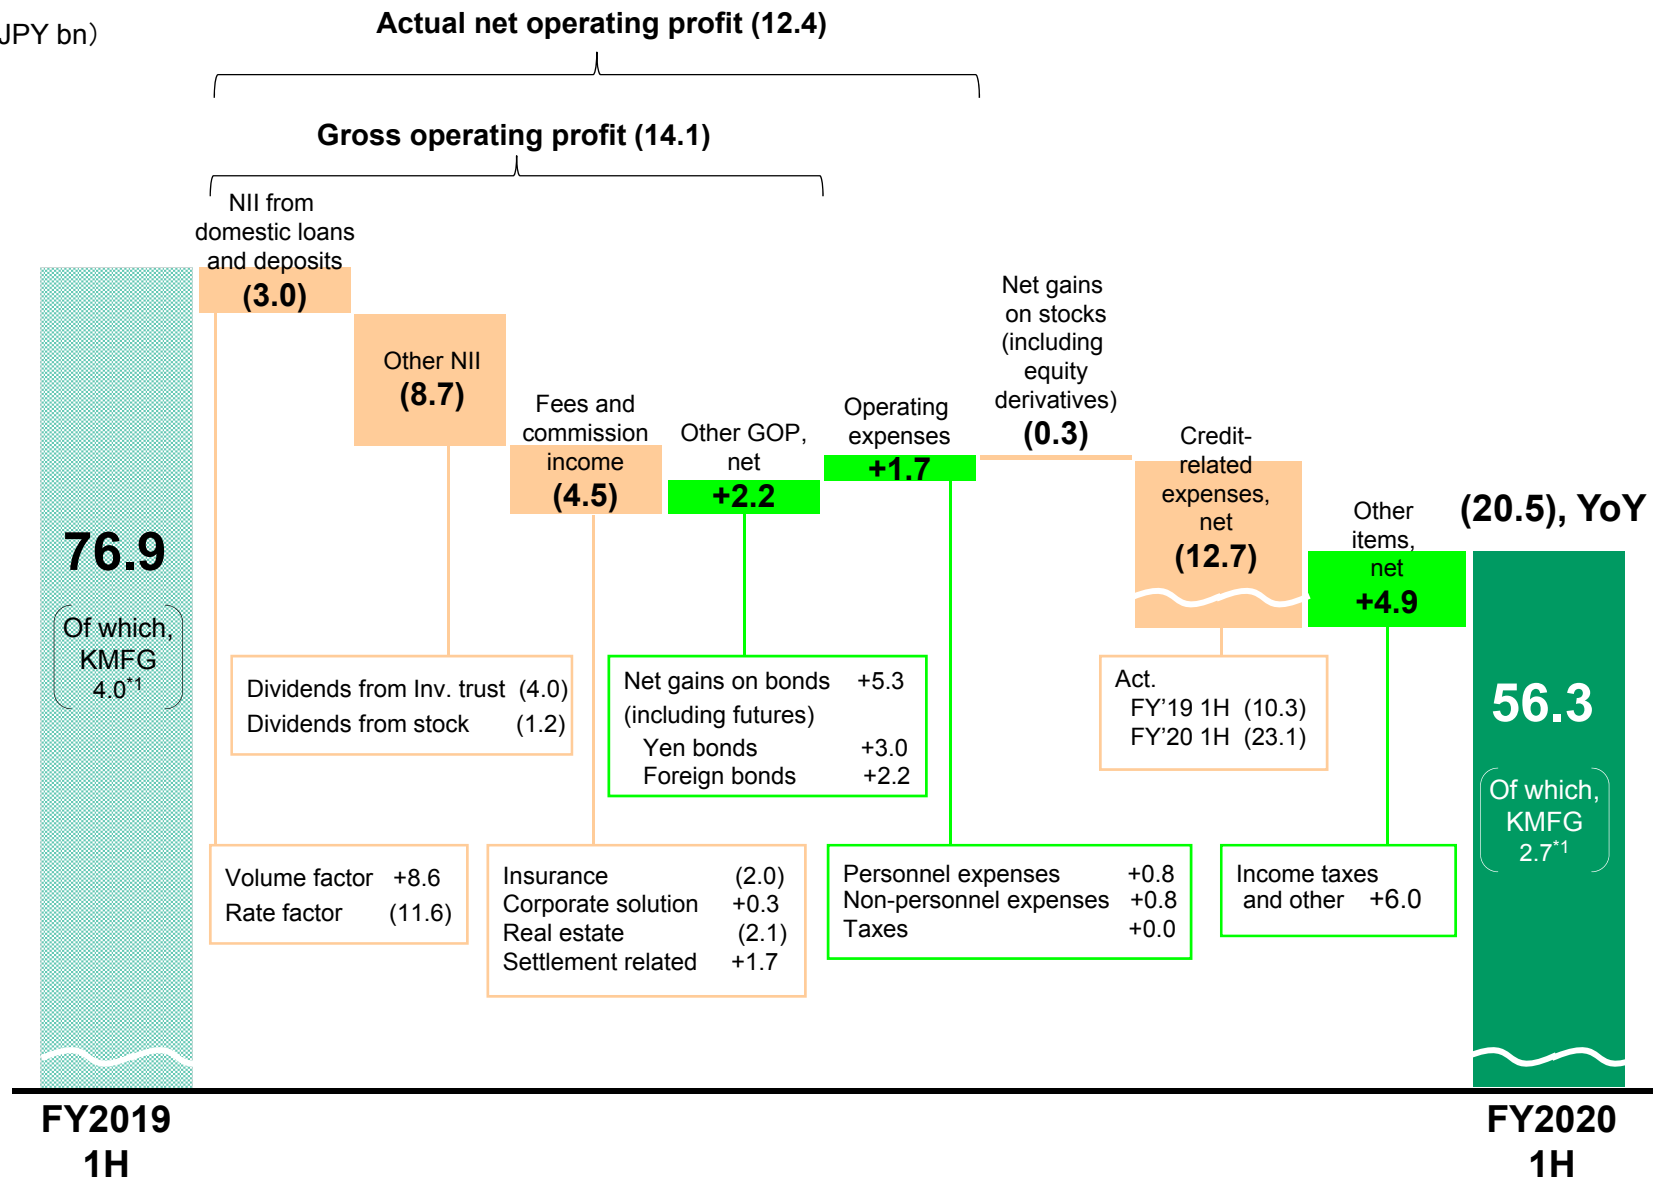 JPY bn）
Actual net operating profit (12.4)
Gross operating profit (14.1)
NII from
domestic loans
and deposits
(3.0)
Other NII
(8.7)
Fees and
commission
income
(4.5)
Other GOP,
net
+2.2
Operating
expenses
+1.7
Net gains
on stocks
(including
equity
derivatives)
(0.3)
Credit-
related
expenses,
net
(12.7)
Other
items,
net
+4.9
(20.5), YoY
76.9
Of which,
KMFG
4.0*1
56.3
Of which,
KMFG
2.7*1
Dividends from Inv. trust (4.0)
Dividends from stock (1.2)
Net gains on bonds +5.3
(including futures)
Yen bonds +3.0
Foreign bonds +2.2
Act.
FY’19 1H (10.3)
FY’20 1H (23.1)
Volume factor +8.6
Rate factor (11.6)
Insurance (2.0)
Corporate solution +0.3
Real estate (2.1)
Settlement related +1.7
Personnel expenses +0.8
Non-personnel expenses +0.8
Taxes +0.0
Income taxes
and other +6.0
FY2019
1H
FY2020
1H